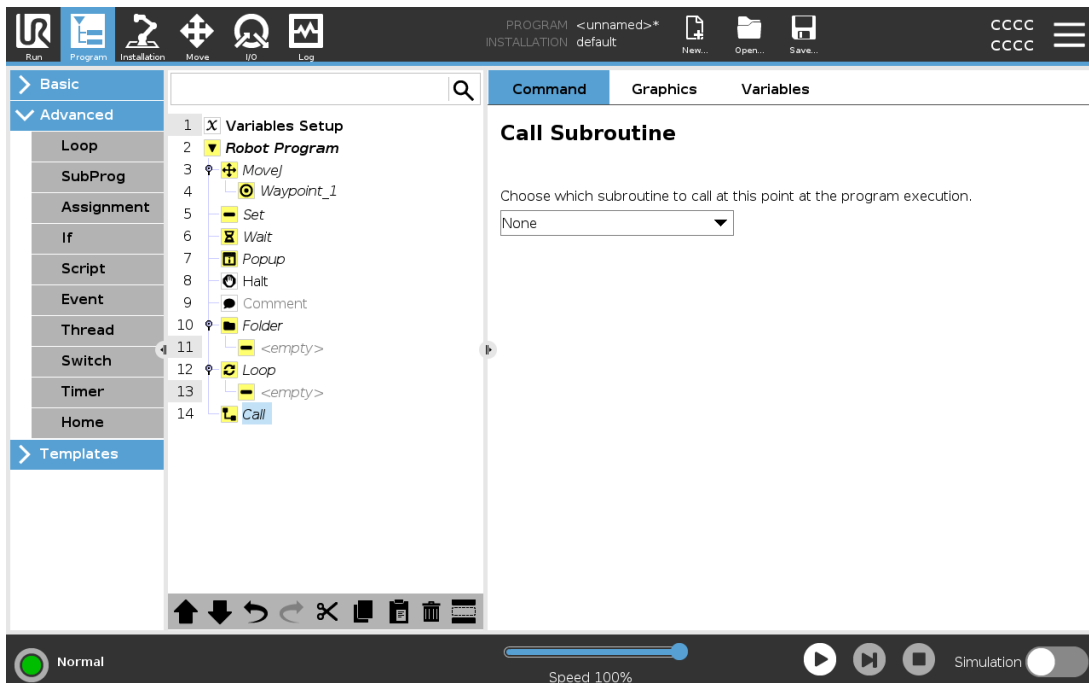 PROGRAM <unnamed>*
INSTALLATION default
CCCC
CCCC
Run Program Installation Move I/O Log New... Open... Save...
Basic
Advanced
Loop
SubProg
Assignment
If
Script
Event
Thread
Switch
Timer
Home
Templates
1 X Variables Setup
2 Robot Program
3 MoveJ
4 Waypoint_1
5 Set
6 Wait
7 Popup
8 Halt
9 Comment
10 Folder
11 <empty>
12 Loop
13 <empty>
14 Call
Command Graphics Variables
Call Subroutine
Choose which subroutine to call at this point at the program execution.
None
Normal
Speed 100%
Simulation